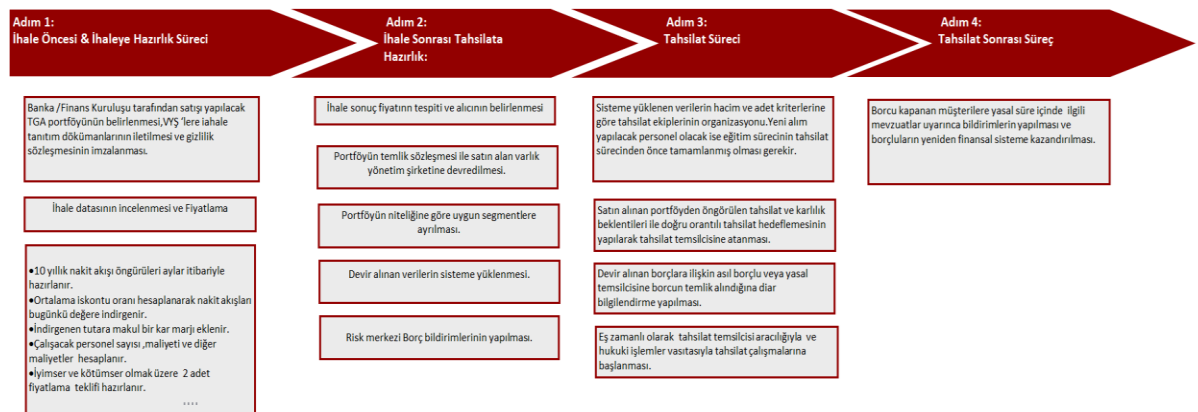 Adım 1:
İhale Öncesi & İhaleye Hazırlık Süreci
Adım 2:
İhale Sonrası Tahsilata
Hazırlık:
Adım 3:
Tahsilat Süreci
Adım 4:
Tahsilat Sonrası Süreç
Banka /Finans Kuruluşu tarafından satışı yapılacak
TGA portföyünün belirlenmesi,VYŞ 'lere iahale
tanıtım dökümanlarının iletilmesi ve gizlilik
sözleşmesinin imzalanması.
İhale datasının incelenmesi ve Fiyatlama
•10 yıllık nakit akışı öngürüleri aylar itibariyle
hazırlanır.
•Ortalama iskontu oranı hesaplanarak nakit akışları
bugünkü değere indirgenir.
•İndirgenen tutara makul bir kar marjı eklenir.
•Çalışacak personel sayısı ,maliyeti ve diğer
maliyetler hesaplanır.
•İyimser ve kötümser olmak üzere 2 adet
fiyatlama teklifi hazırlanır.
....
İhale sonuç fiyatının tespiti ve alıcının belirlenmesi
Portföyün temlik sözleşmesi ile satın alan varlık
yönetim şirketine devredilmesi.
Portföyün niteliğine göre uygun segmentlere
ayrılması.
Devir alınan verilerin sisteme yüklenmesi.
Risk merkezi Borç bildirimlerinin yapılması.
Sisteme yüklenen verilerin hacim ve adet kriterlerine
göre tahsilat ekiplerinin organizasyonu.Yeni alım
yapılacak personel olacak ise eğitim sürecinin tahsilat
sürecinden önce tamamlanmış olması gerekir.
Satın alınan portföyden öngörülen tahsilat ve karlılık
beklentileri ile doğru orantılı tahsilat hedeflemesinin
yapılarak tahsilat temsilcisine atanması.
Devir alınan borçlara ilişkin asıl borçlu veya yasal
temsilcisine borcun temlik alındığına diar
bilgilendirme yapılması.
Eş zamanlı olarak tahsilat temsilcisi aracılığıyla ve
hukuki işlemler vasıtasıyla tahsilat çalışmalarına
başlanması.
Borcu kapanan müşterilere yasal süre içinde ilgili
mevzuatlar uyarınca bildirimlerin yapılması ve
borçluların yeniden finansal sisteme kazandırılması.